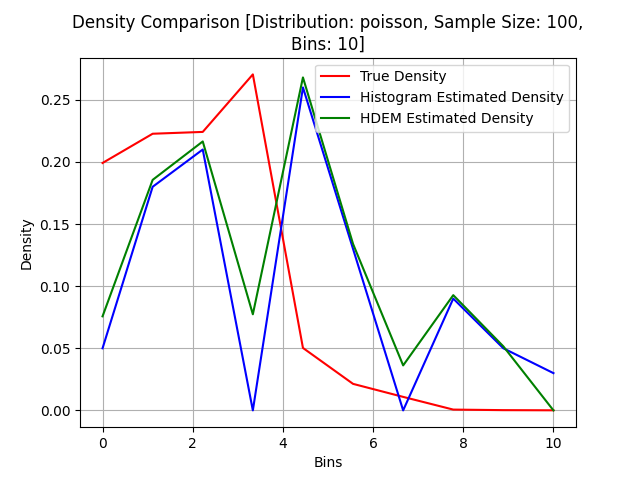 Density Comparison [Distribution: poisson, Sample Size: 100,
Bins: 10]
True Density
Histogram Estimated Density
HDEM Estimated Density
Density
0.25
0.20
0.15
0.10
0.05
0.00
0 2 4 6 8 10
Bins